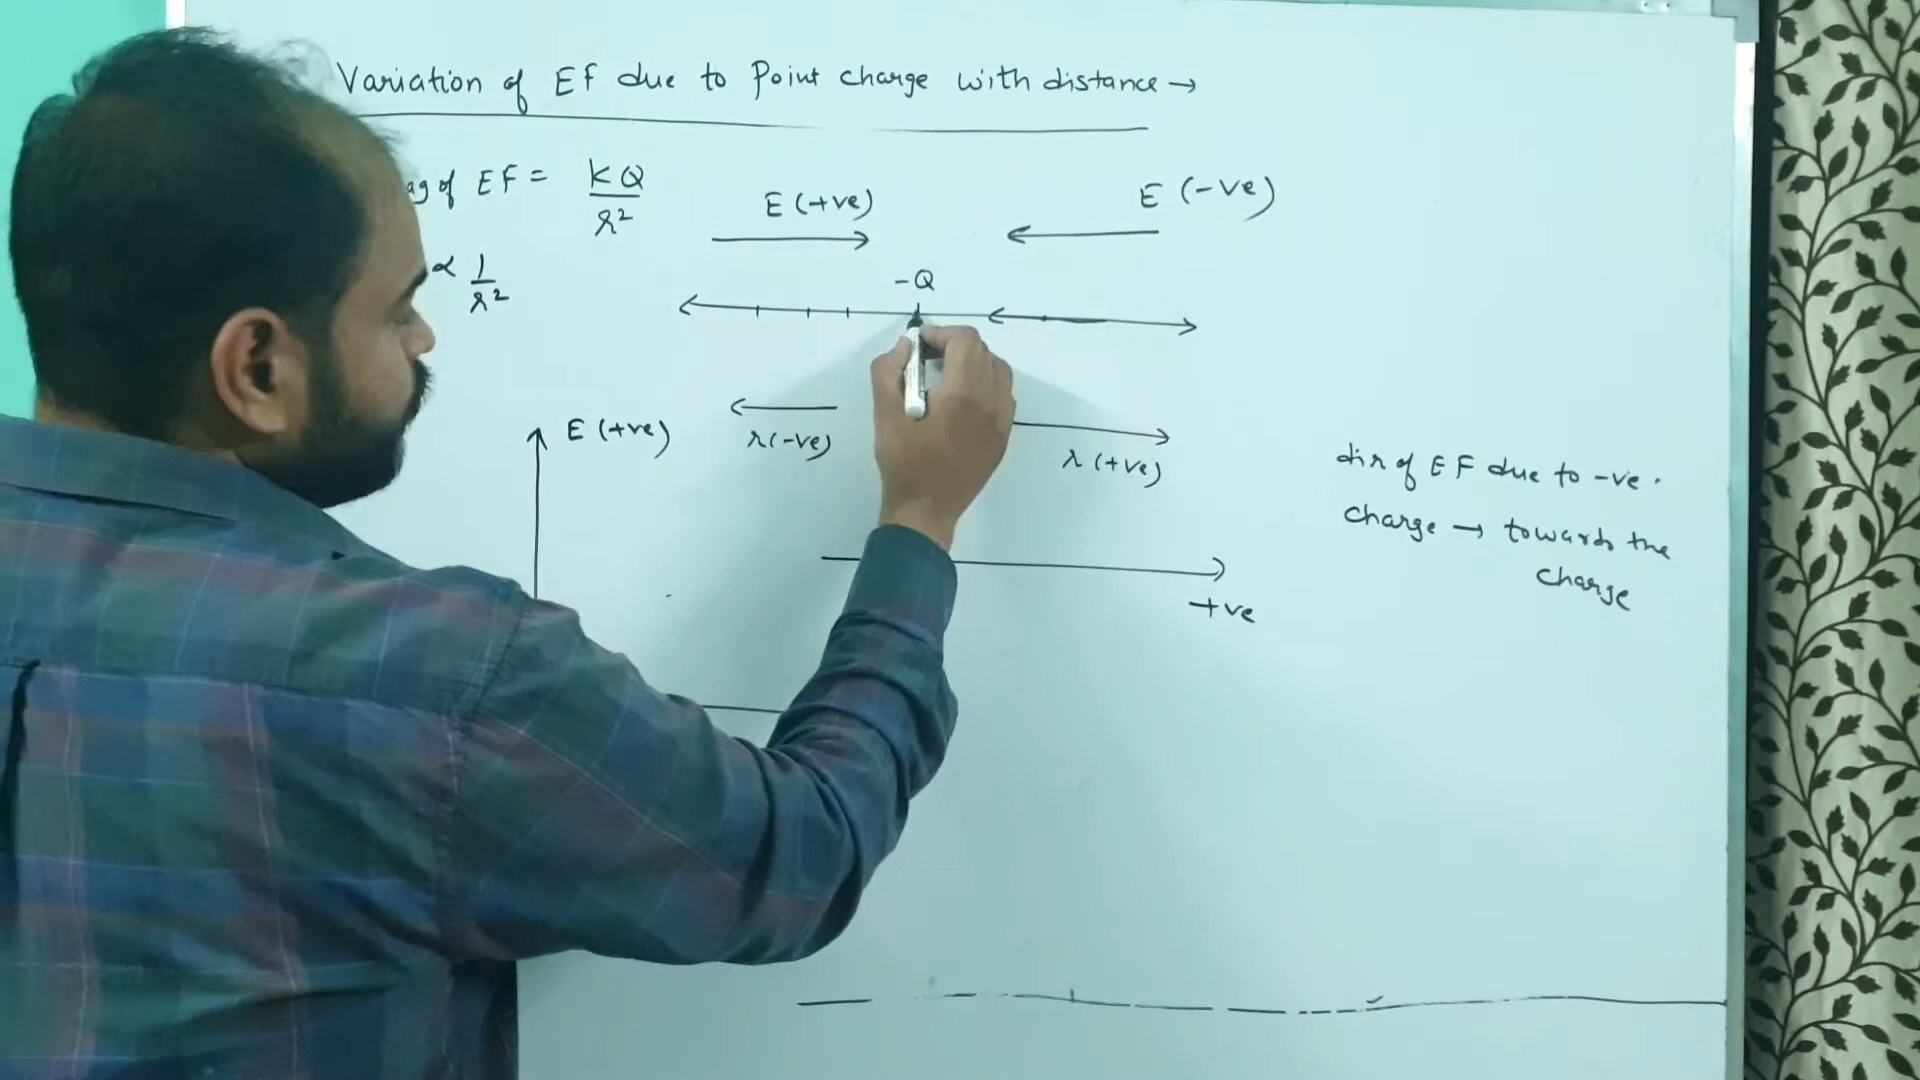 Variation of EF due to Point charge with distance →
ag of EF = kQ / r²
∝ 1 / r²
E (+ve)
E (-ve)
-Q
r(-ve)
r (+ve)
E (+ve)
+ve
dir of EF due to -ve.
charge → towards the
charge